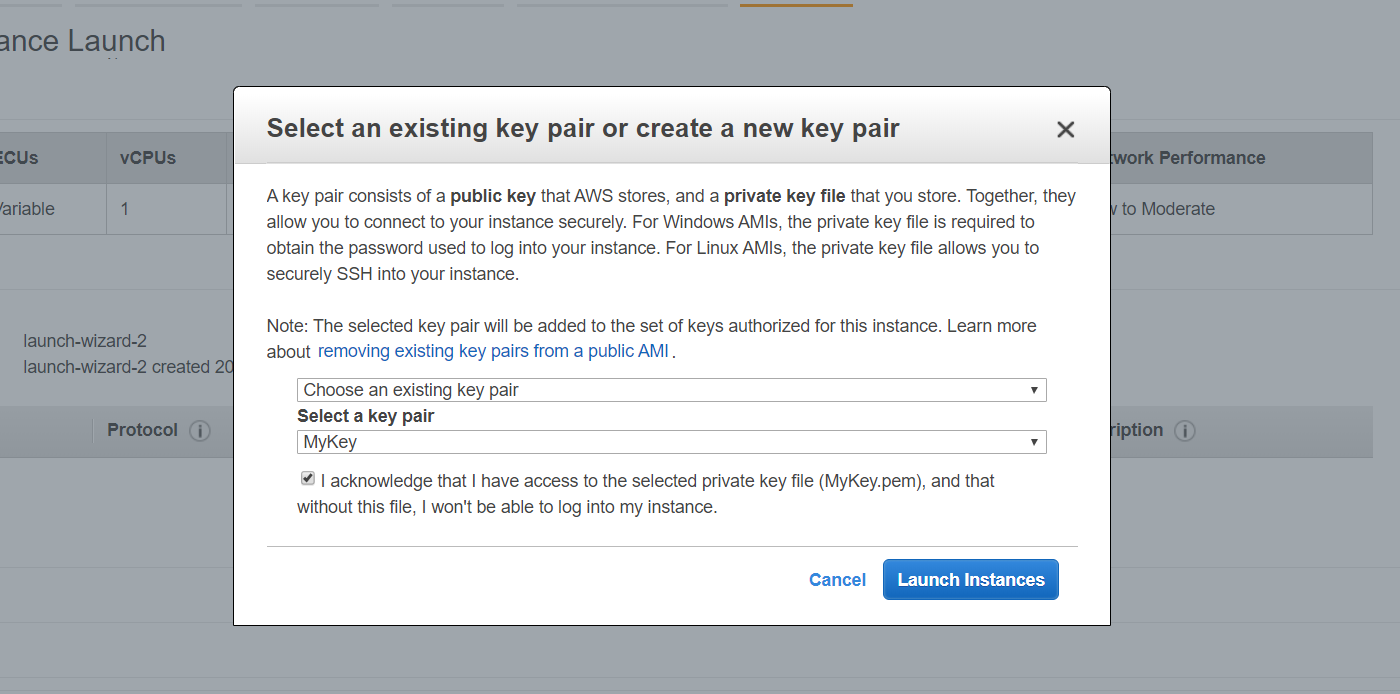 ance Launch
Select an existing key pair or create a new key pair
ECUs vCPUs
work Performance
Variable 1
w to Moderate
A key pair consists of a public key that AWS stores, and a private key file that you store. Together, they
allow you to connect to your instance securely. For Windows AMIs, the private key file is required to
obtain the password used to log into your instance. For Linux AMIs, the private key file allows you to
securely SSH into your instance.
Note: The selected key pair will be added to the set of keys authorized for this instance. Learn more
about removing existing key pairs from a public AMI .
launch-wizard-2
launch-wizard-2 created 20
Choose an existing key pair
Select a key pair
Protocol
ription
MyKey
I acknowledge that I have access to the selected private key file (MyKey.pem), and that
without this file, I won't be able to log into my instance.
Cancel Launch Instances